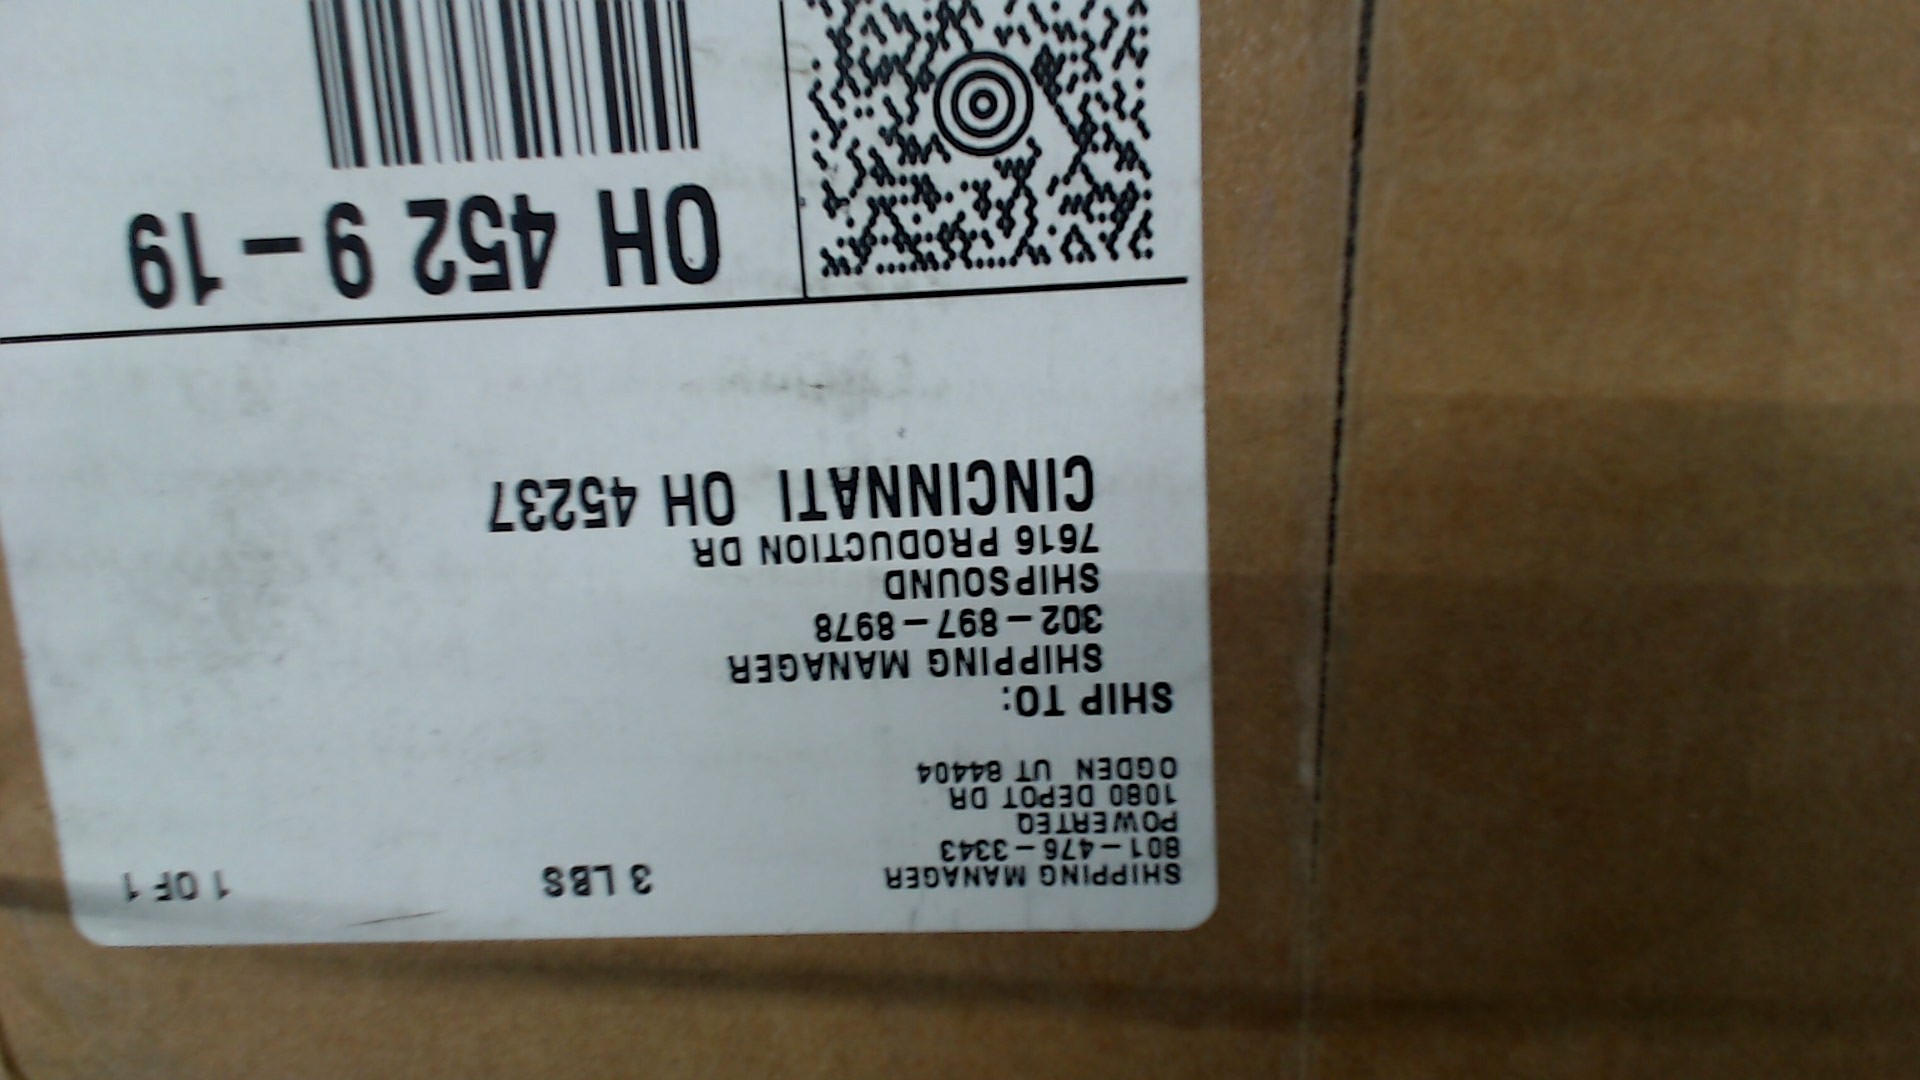 SHIPPING MANAGER
801-476-3343
POWERTEQ
1080 DEPOT DR
OGDEN UT 84404
3 LBS
1 OF 1
SHIP TO:
SHIPPING MANAGER
302-897-8978
SHIPSOUND
7616 PRODUCTION DR
CINCINNATI OH 45237
OH 452 9-19